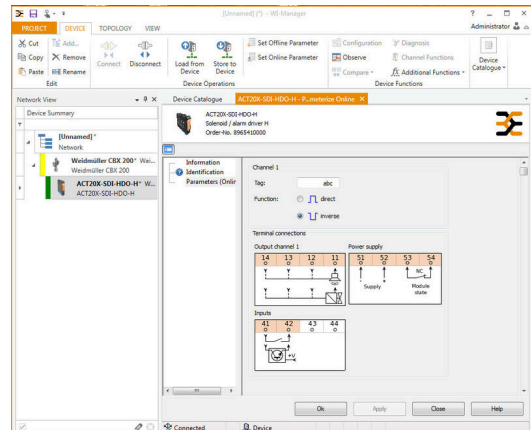 [Unnamed] (*) - WI-Manager
PROJECT DEVICE TOPOLOGY VIEW
Administrator
Cut
Copy
Paste
Add...
Remove
Rename
Edit
Connect
Disconnect
Load from Device
Store to Device
Device Operations
Set Offline Parameter
Set Online Parameter
Configuration
Observe
Compare
Diagnosis
Channel Functions
Additional Functions
Device Functions
Device Catalogue
Network View
Device Summary
[Unnamed]*
Network
Weidmüller CBX 200* Wei...
Weidmüller CBX 200
ACT20X-SDI-HDO-H* W...
ACT20X-SDI-HDO-H
Device Catalogue
ACT20X-SDI-HDO-H - P...meterize Online
ACT20X-SDI-HDO-H
Solenoid / alarm driver H
Order-No. 8965410000
Information
Identification
Parameters (Onlin
Channel 1
Tag: abc
Function: direct
inverse
Terminal connections
Output channel 1
14 13 12 11
Power supply
51 52 53 54
- +
Supply
NC
Module state
Inputs
41 42 43 44
+V
Ok Apply Close Help
Connected Device